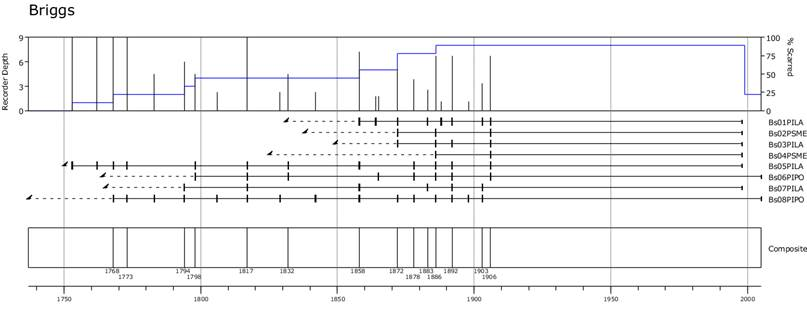 Briggs
9
6
3
0
Recorder Depth
100
75
50
25
0
% Scarred
Bs01PILA
Bs02PSME
Bs03PILA
Bs04PSME
Bs05PILA
Bs06PIPO
Bs07PILA
Bs08PIPO
Composite
1768 1794 1817 1832 1858 1872 1883 1892 1903
1773 1798 1878 1886 1906
1750 1800 1850 1900 1950 2000